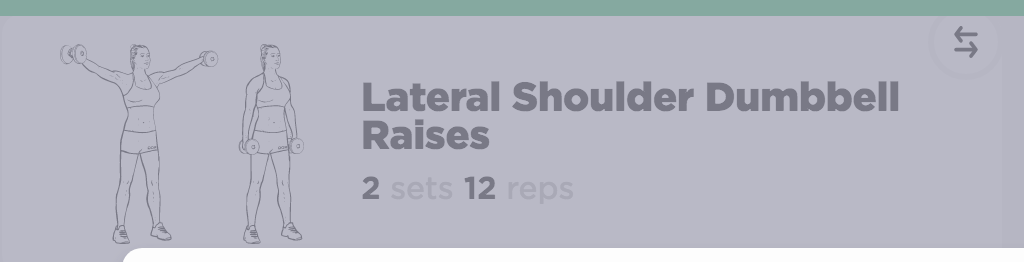 Lateral Shoulder Dumbbell
Raises
2 sets 12 reps